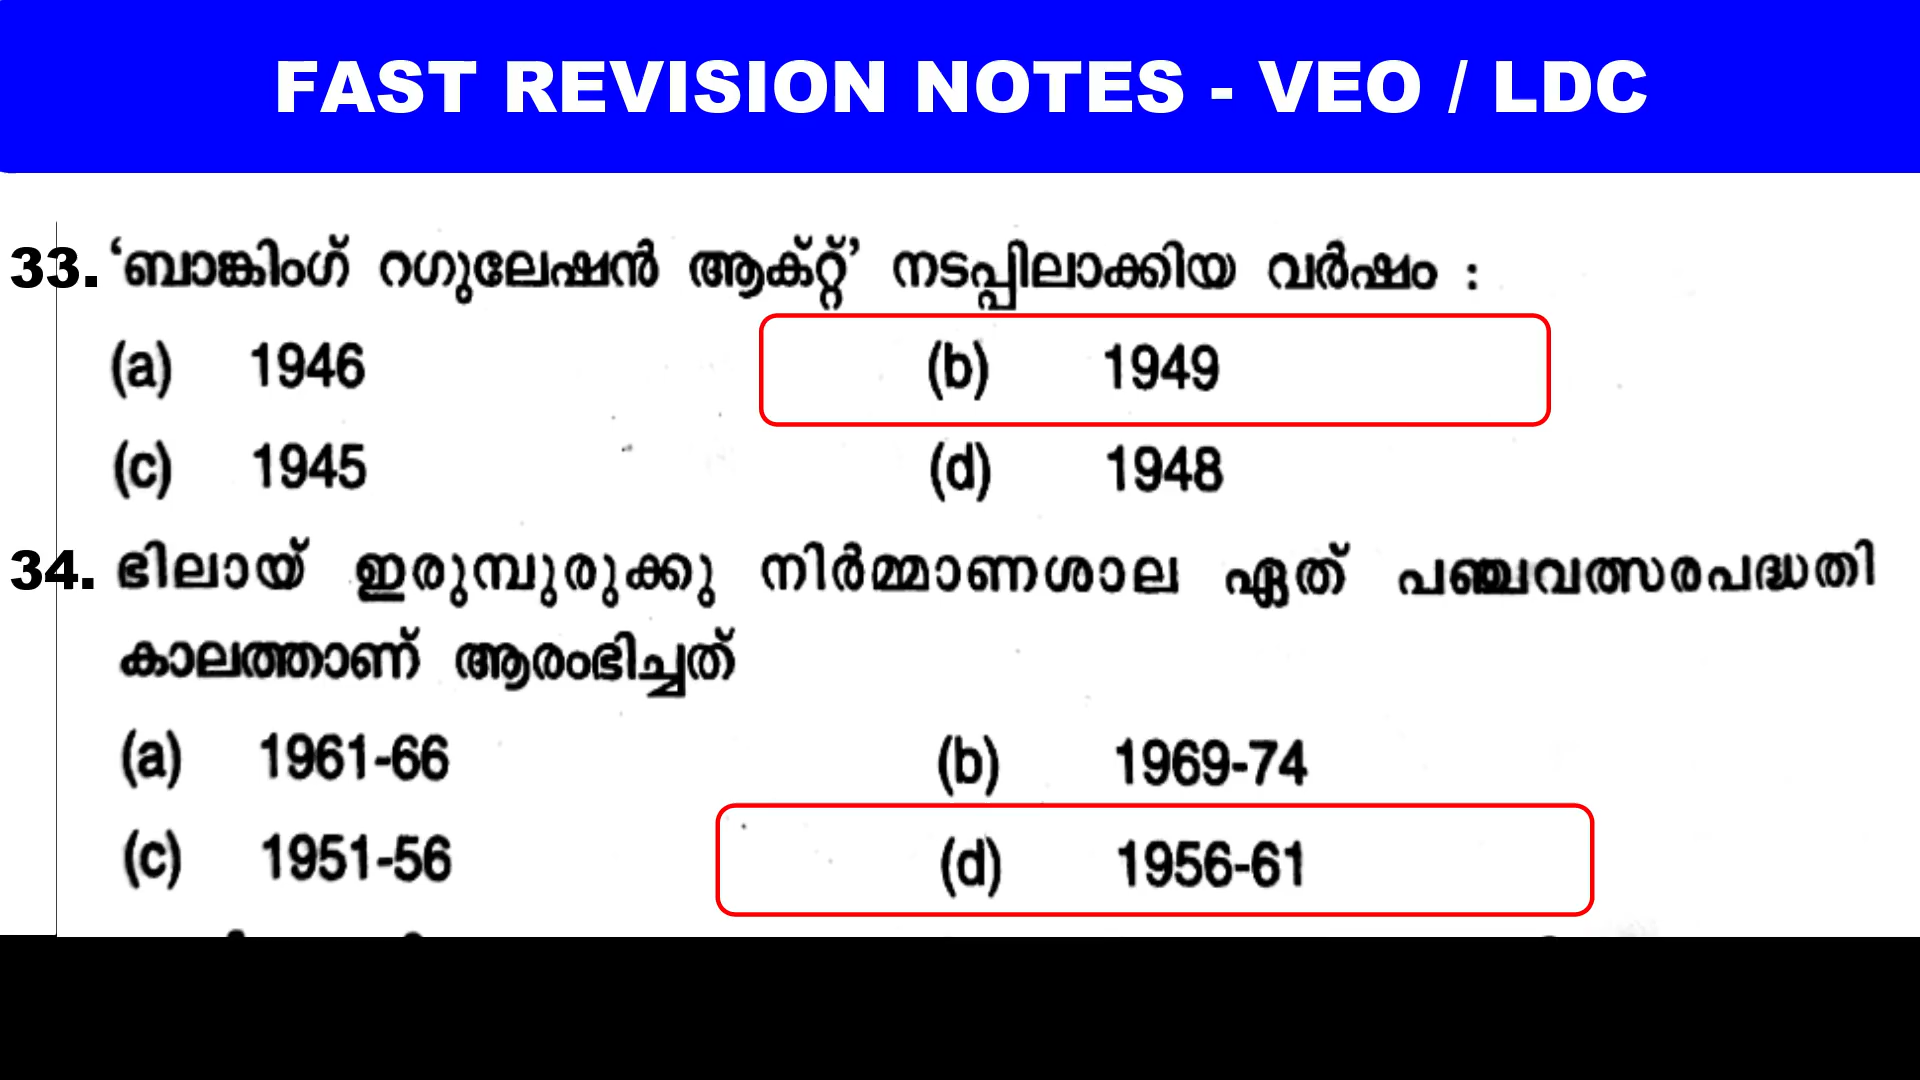 FAST REVISION NOTES - VEO / LDC
33. ‘ബാങ്കിംഗ് റഗുലേഷൻ ആക്റ്റ്’ നടപ്പിലാക്കിയ വർഷം :
(a) 1946 (b) 1949
(c) 1945 (d) 1948
34. ഭിലായ് ഇരുമ്പുരുക്കു നിർമ്മാണശാല ഏത് പഞ്ചവത്സരപദ്ധതി
കാലത്താണ് ആരംഭിച്ചത്
(a) 1961-66 (b) 1969-74
(c) 1951-56 (d) 1956-61